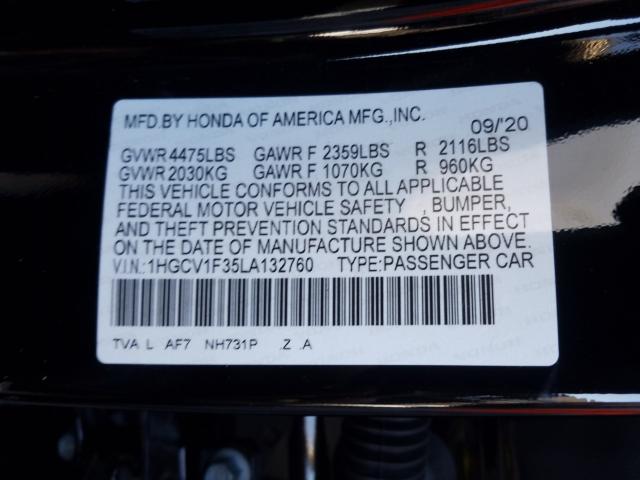 MFD.BY HONDA OF AMERICA MFG.,INC. 09/'20
GVWR 4475LBS GAWR F 2359LBS R 2116LBS
GVWR 2030KG GAWR F 1070KG R 960KG
THIS VEHICLE CONFORMS TO ALL APPLICABLE
FEDERAL MOTOR VEHICLE SAFETY , BUMPER,
AND THEFT PREVENTION STANDARDS IN EFFECT
ON THE DATE OF MANUFACTURE SHOWN ABOVE.
V.I.N.:1HGCV1F35LA132760 TYPE:PASSENGER CAR
TVA L AF7 NH731P .Z .A